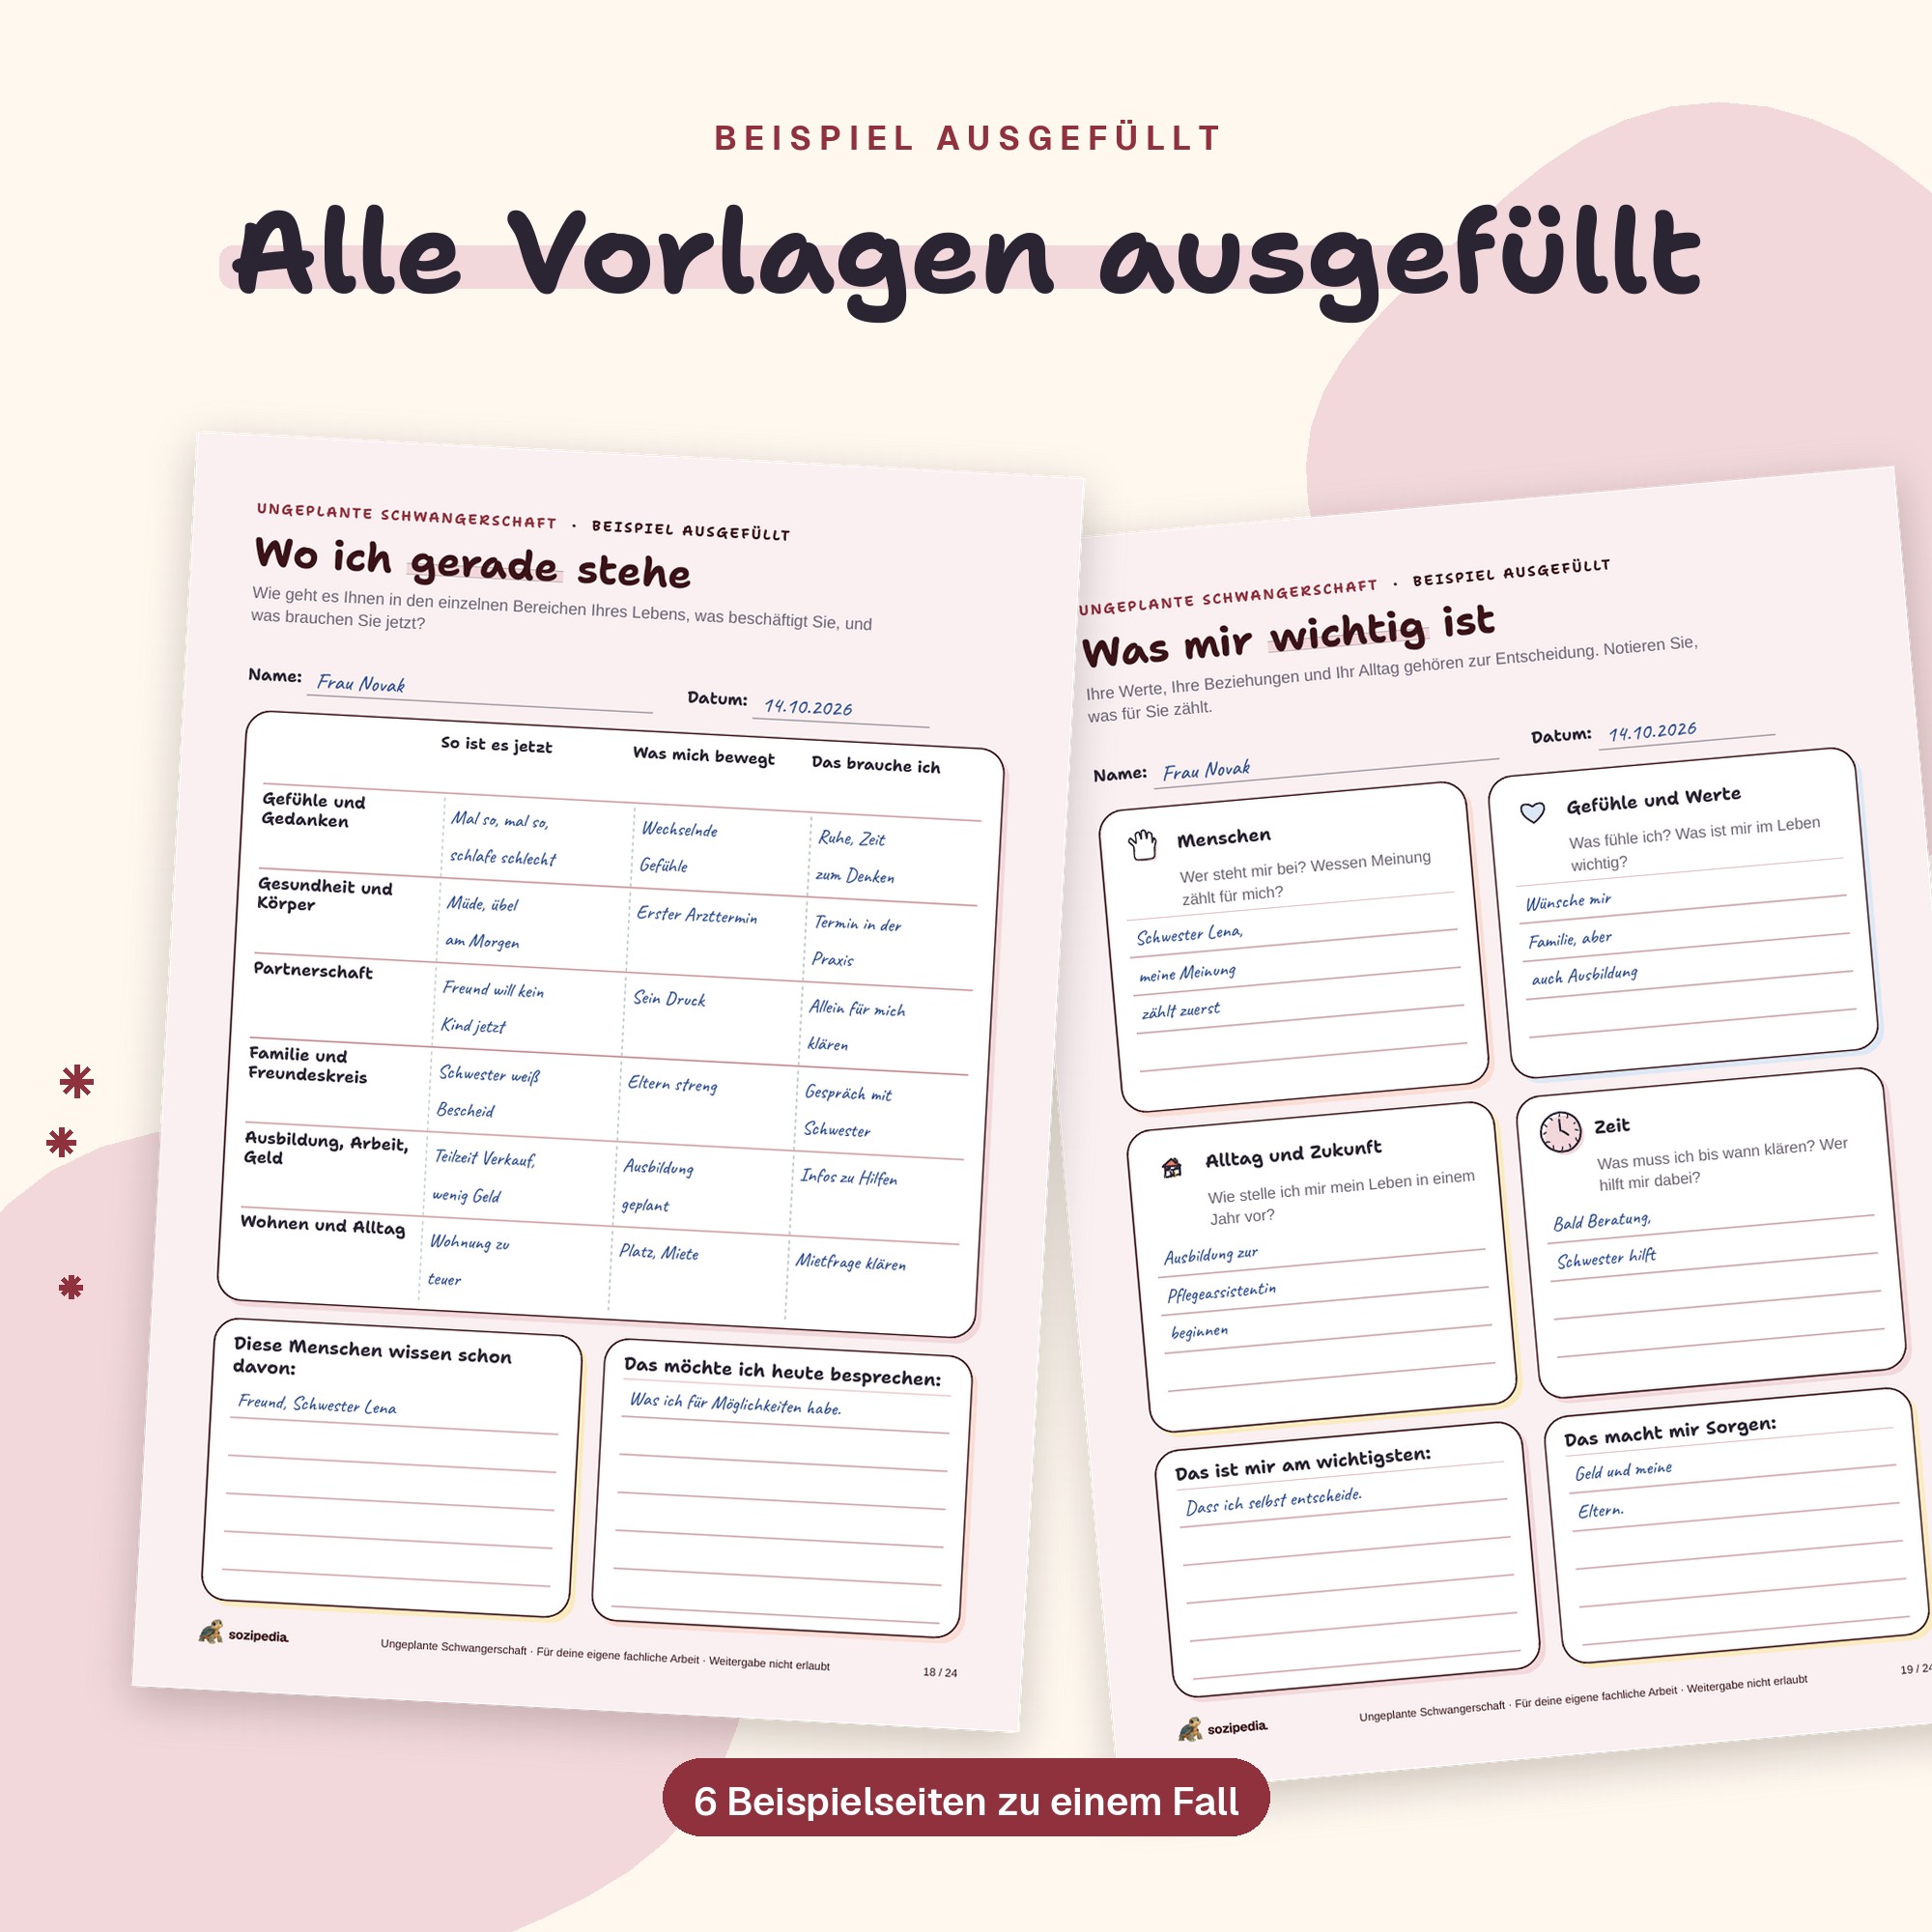 BEISPIEL AUSGEFÜLLT
Alle Vorlagen ausgefüllt
UNGEPLANTE SCHWANGERSCHAFT · BEISPIEL AUSGEFÜLLT
Wo ich gerade stehe
Wie geht es Ihnen in den einzelnen Bereichen Ihres Lebens, was beschäftigt Sie, und
was brauchen Sie jetzt?
Name: Frau Novak Datum: 14.10.2026
So ist es jetzt Was mich bewegt Das brauche ich
Gefühle und
Gedanken
Mal so, mal so,
schlafe schlecht
Wechselnde
Gefühle
Ruhe, Zeit
zum Denken
Gesundheit und
Körper
Müde, übel
am Morgen
Erster Arzttermin
Termin in der
Praxis
Partnerschaft
Freund will kein
Kind jetzt
Sein Druck
Allein für mich
klären
Familie und
Freundeskreis
Schwester weiß
Bescheid
Eltern streng
Gespräch mit
Schwester
Ausbildung, Arbeit,
Geld
Teilzeit Verkauf,
wenig Geld
Ausbildung
geplant
Infos zu Hilfen
Wohnen und Alltag
Wohnung zu
teuer
Platz, Miete
Mietfrage klären
Diese Menschen wissen schon
davon:
Freund, Schwester Lena
Das möchte ich heute besprechen:
Was ich für Möglichkeiten habe.
sozipedia.
Ungeplante Schwangerschaft · Für deine eigene fachliche Arbeit · Weitergabe nicht erlaubt
18 / 24
UNGEPLANTE SCHWANGERSCHAFT · BEISPIEL AUSGEFÜLLT
Was mir wichtig ist
Ihre Werte, Ihre Beziehungen und Ihr Alltag gehören zur Entscheidung. Notieren Sie,
was für Sie zählt.
Name: Frau Novak Datum: 14.10.2026
Menschen
Wer steht mir bei? Wessen Meinung
zählt für mich?
Schwester Lena,
meine Meinung
zählt zuerst
Gefühle und Werte
Was fühle ich? Was ist mir im Leben
wichtig?
Wünsche mir
Familie, aber
auch Ausbildung
Alltag und Zukunft
Wie stelle ich mir mein Leben in einem
Jahr vor?
Ausbildung zur
Pflegeassistentin
beginnen
Zeit
Was muss ich bis wann klären? Wer
hilft mir dabei?
Bald Beratung,
Schwester hilft
Das ist mir am wichtigsten:
Dass ich selbst entscheide.
Das macht mir Sorgen:
Geld und meine
Eltern.
sozipedia.
Ungeplante Schwangerschaft · Für deine eigene fachliche Arbeit · Weitergabe nicht erlaubt
19 / 24
6 Beispielseiten zu einem Fall